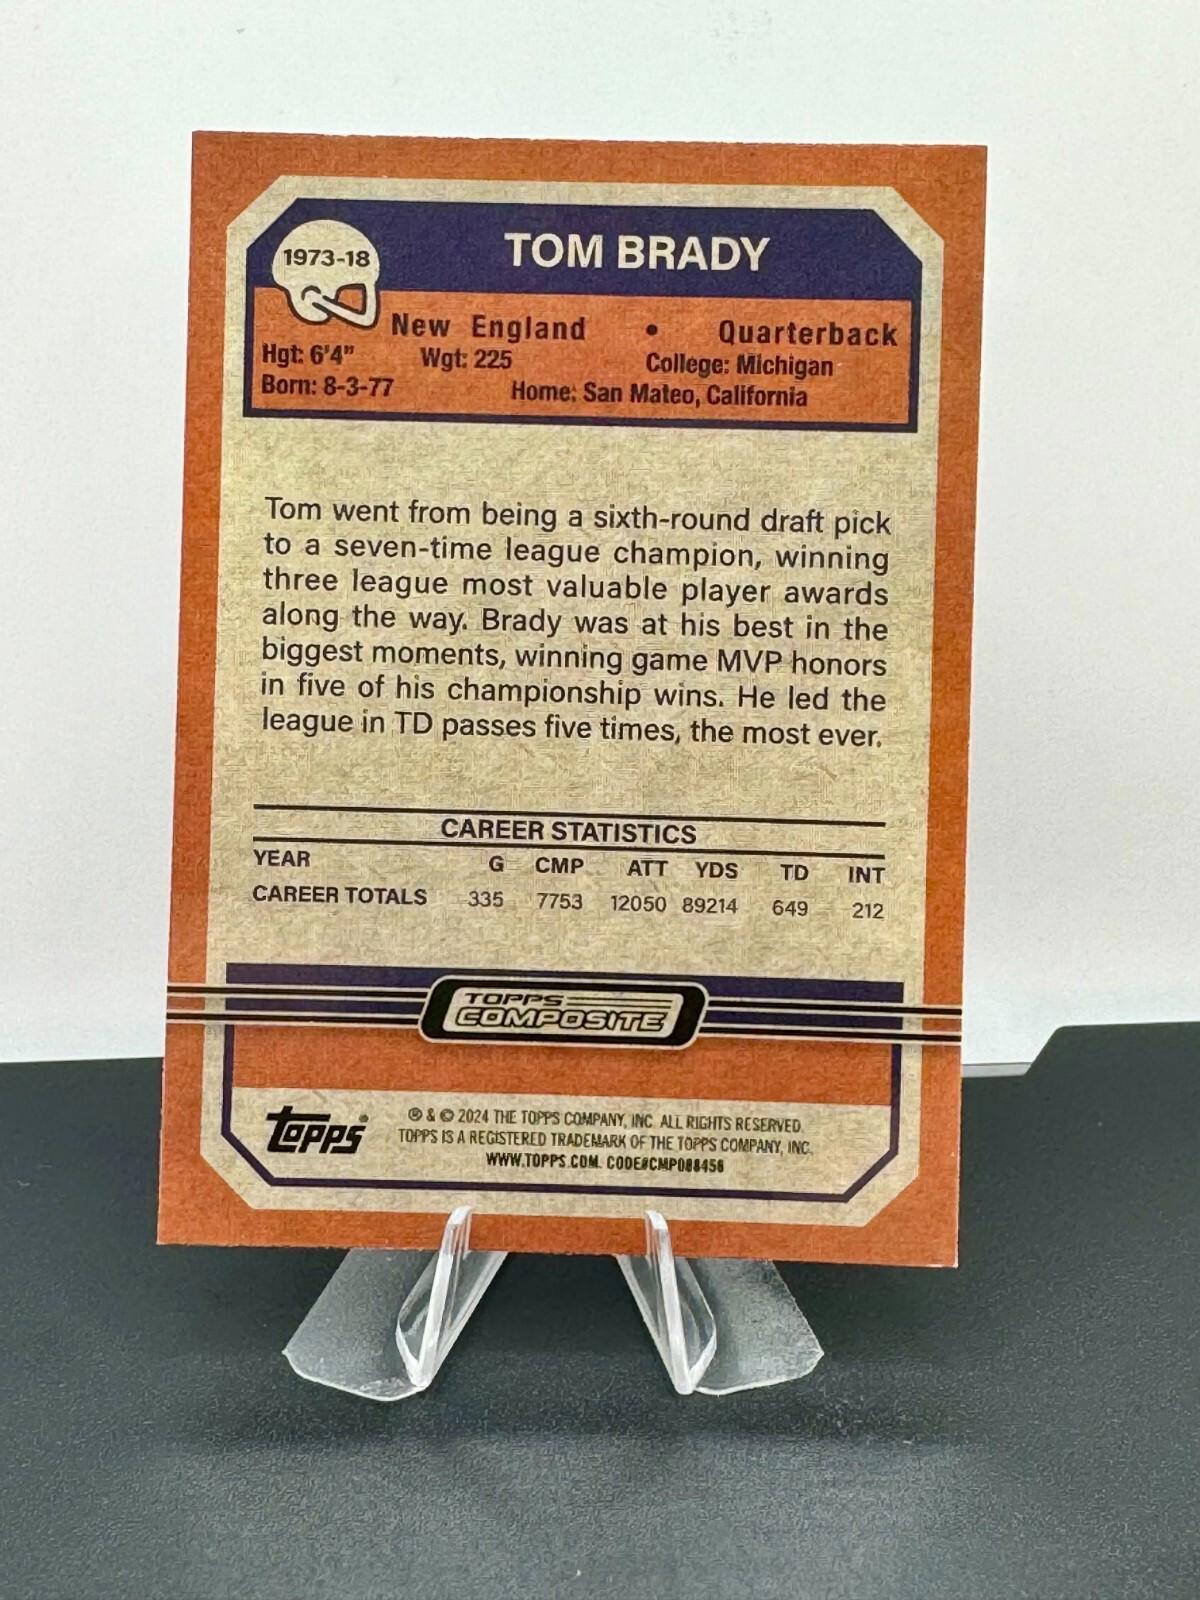 1973-18
TOM BRADY
New England • Quarterback
Hgt: 6'4" Wgt: 225 College: Michigan
Born: 8-3-77 Home: San Mateo, California
Tom went from being a sixth-round draft pick
to a seven-time league champion, winning
three league most valuable player awards
along the way. Brady was at his best in the
biggest moments, winning game MVP honors
in five of his championship wins. He led the
league in TD passes five times, the most ever.
CAREER STATISTICS
YEAR G CMP ATT YDS TD INT
CAREER TOTALS 335 7753 12050 89214 649 212
TOPPS
COMPOSITE
Topps®
® & © 2024 THE TOPPS COMPANY, INC. ALL RIGHTS RESERVED.
TOPPS IS A REGISTERED TRADEMARK OF THE TOPPS COMPANY, INC.
WWW.TOPPS.COM. CODE#CMP088456